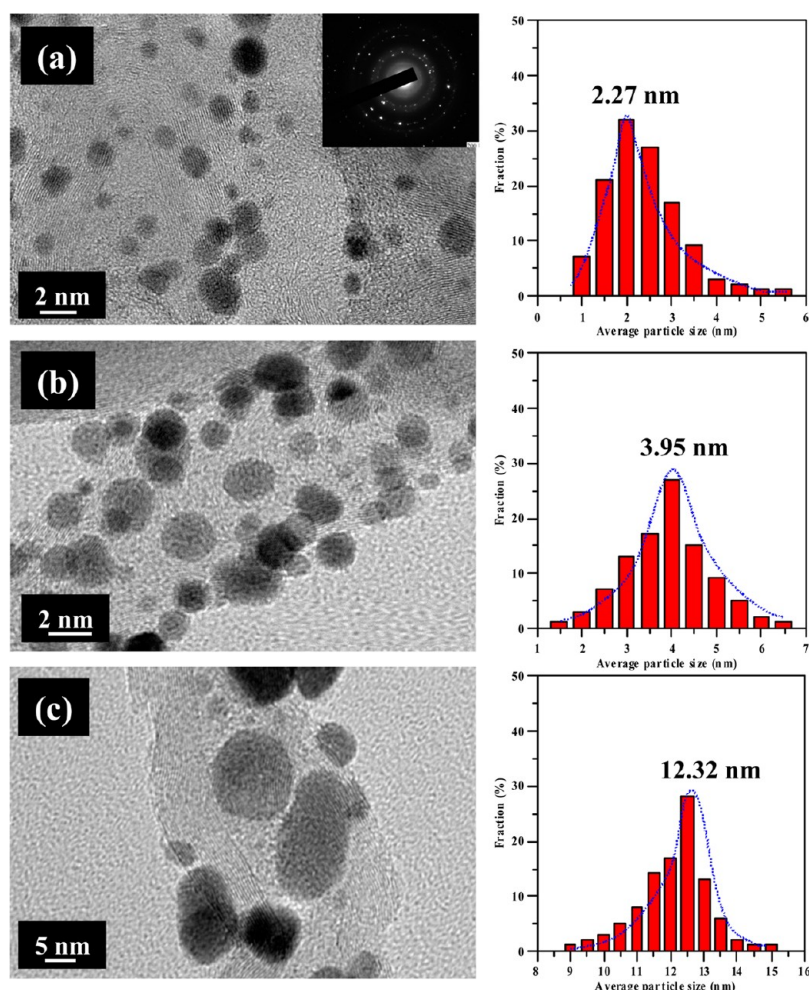 (a)
2 nm
50
40
30
20
10
0
Fraction (%)
2.27 nm
0 1 2 3 4 5 6
Average particle size (nm)
(b)
2 nm
50
40
30
20
10
0
Fraction (%)
3.95 nm
1 2 3 4 5 6 7
Average particle size (nm)
(c)
5 nm
50
40
30
20
10
0
Fraction (%)
12.32 nm
8 9 10 11 12 13 14 15 16
Average particle size (nm)